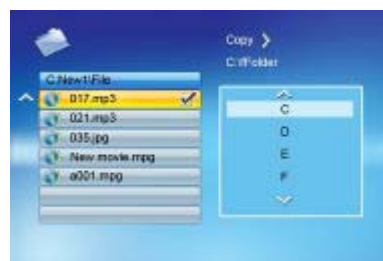 Copy >
C:\Folder
C:New1\File
017.mp3
021.mp3
035.jpg
New movie.mpg
a001.mpg
C
D
E
F